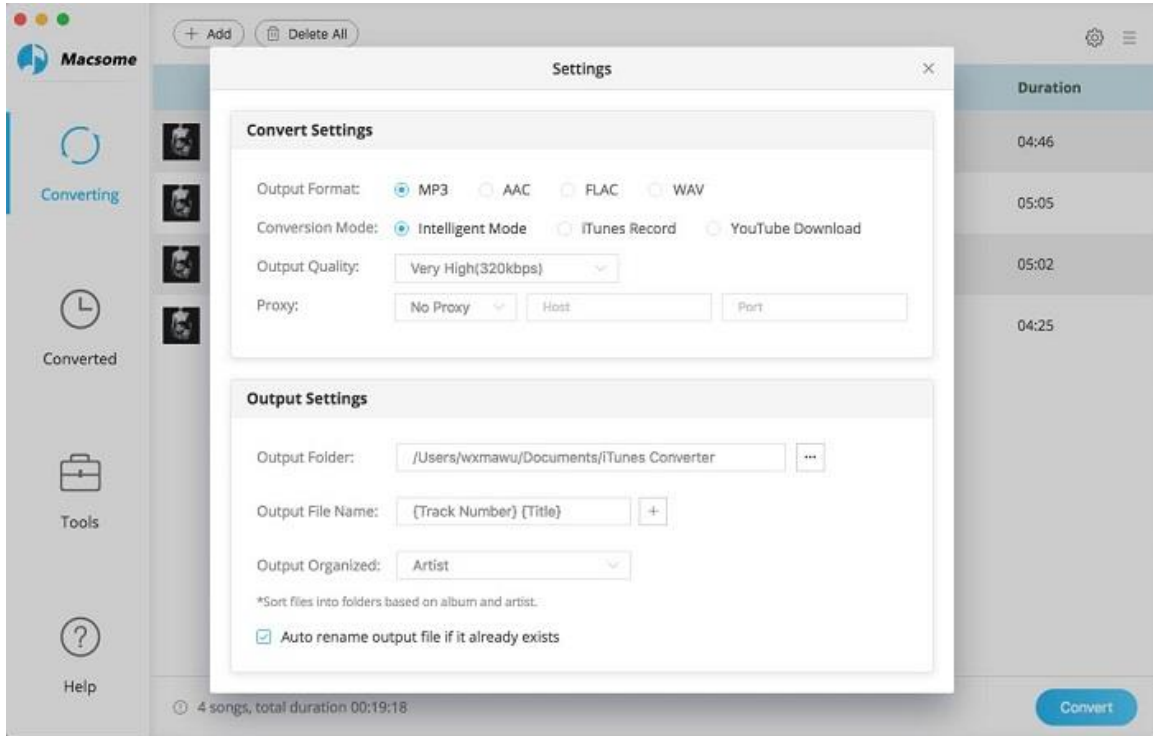 Add Delete All
Macsome
Settings
Duration
Convert Settings
04:46
Output Format: MP3 AAC FLAC WAV
Converting
05:05
Conversion Mode: Intelligent Mode iTunes Record YouTube Download
Output Quality: Very High(320kbps)
05:02
Proxy: No Proxy Host Port
04:25
Converted
Output Settings
Output Folder: /Users/wxmawu/Documents/iTunes Converter ...
Output File Name: {Track Number} {Title} +
Tools
Output Organized: Artist
*Sort files into folders based on album and artist.
Auto rename output file if it already exists
Help
4 songs, total duration 00:19:18
Convert